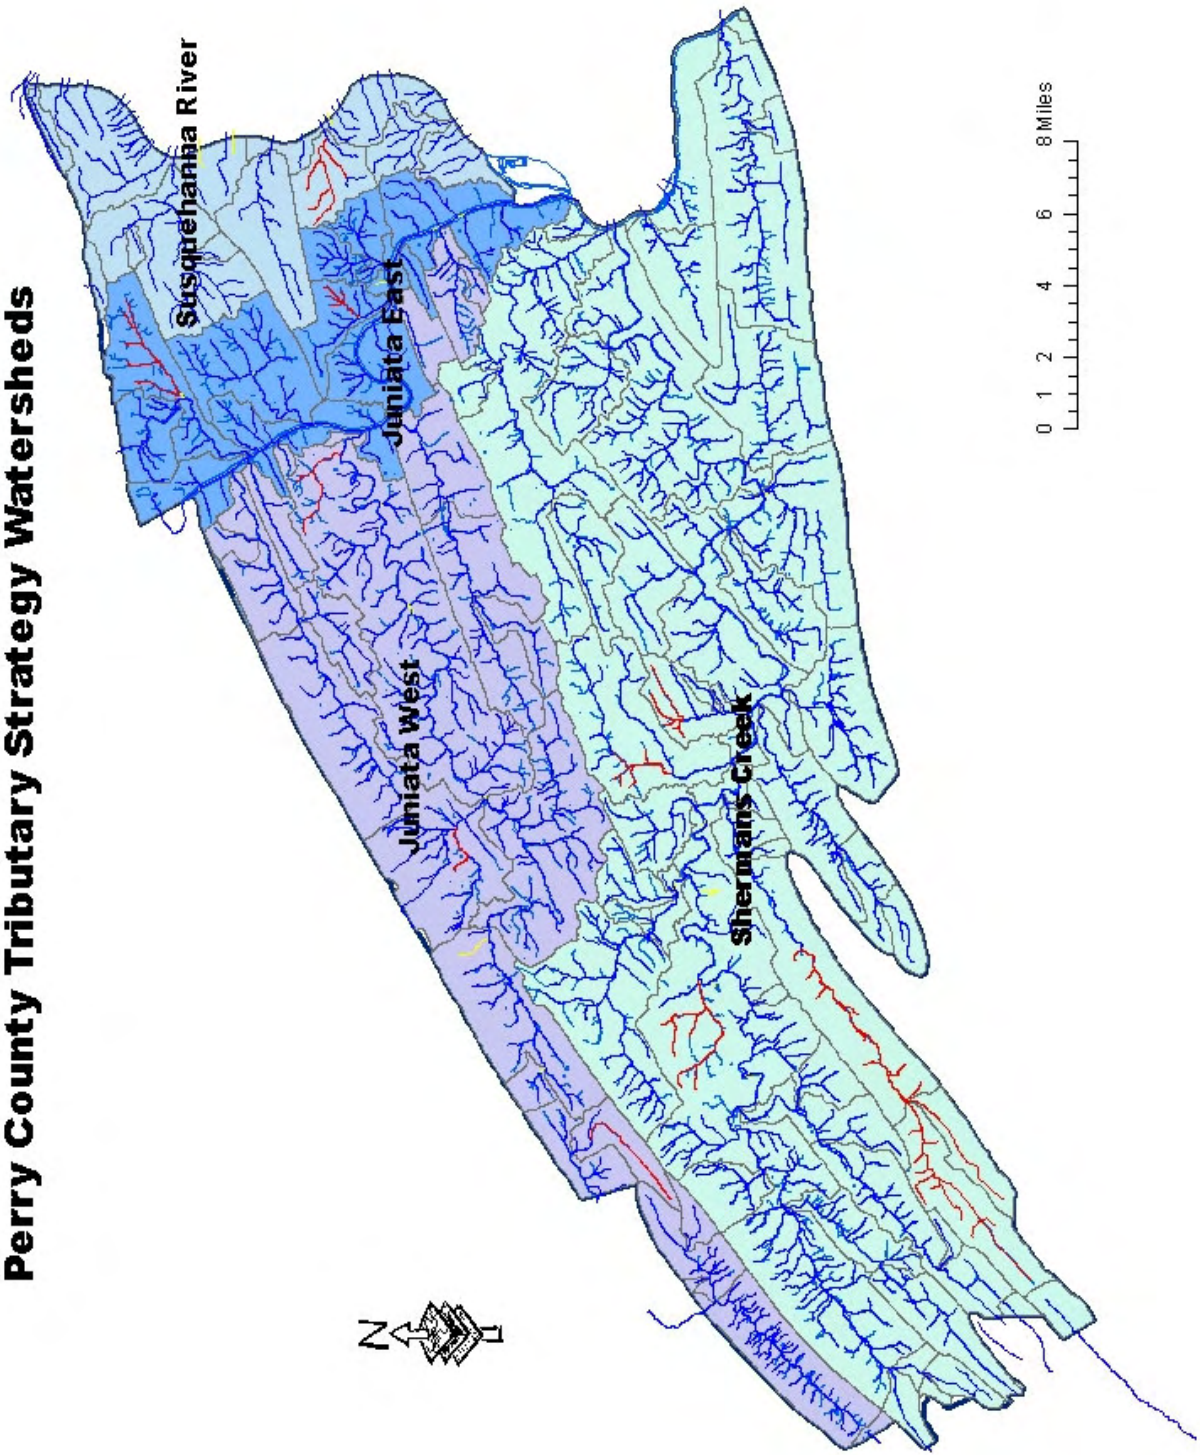 Perry County Tributary Strategy Watersheds
Susquehanna River
Juniata East
Juniata West
Shermans Creek
N
0 1 2 4 6 8 Miles